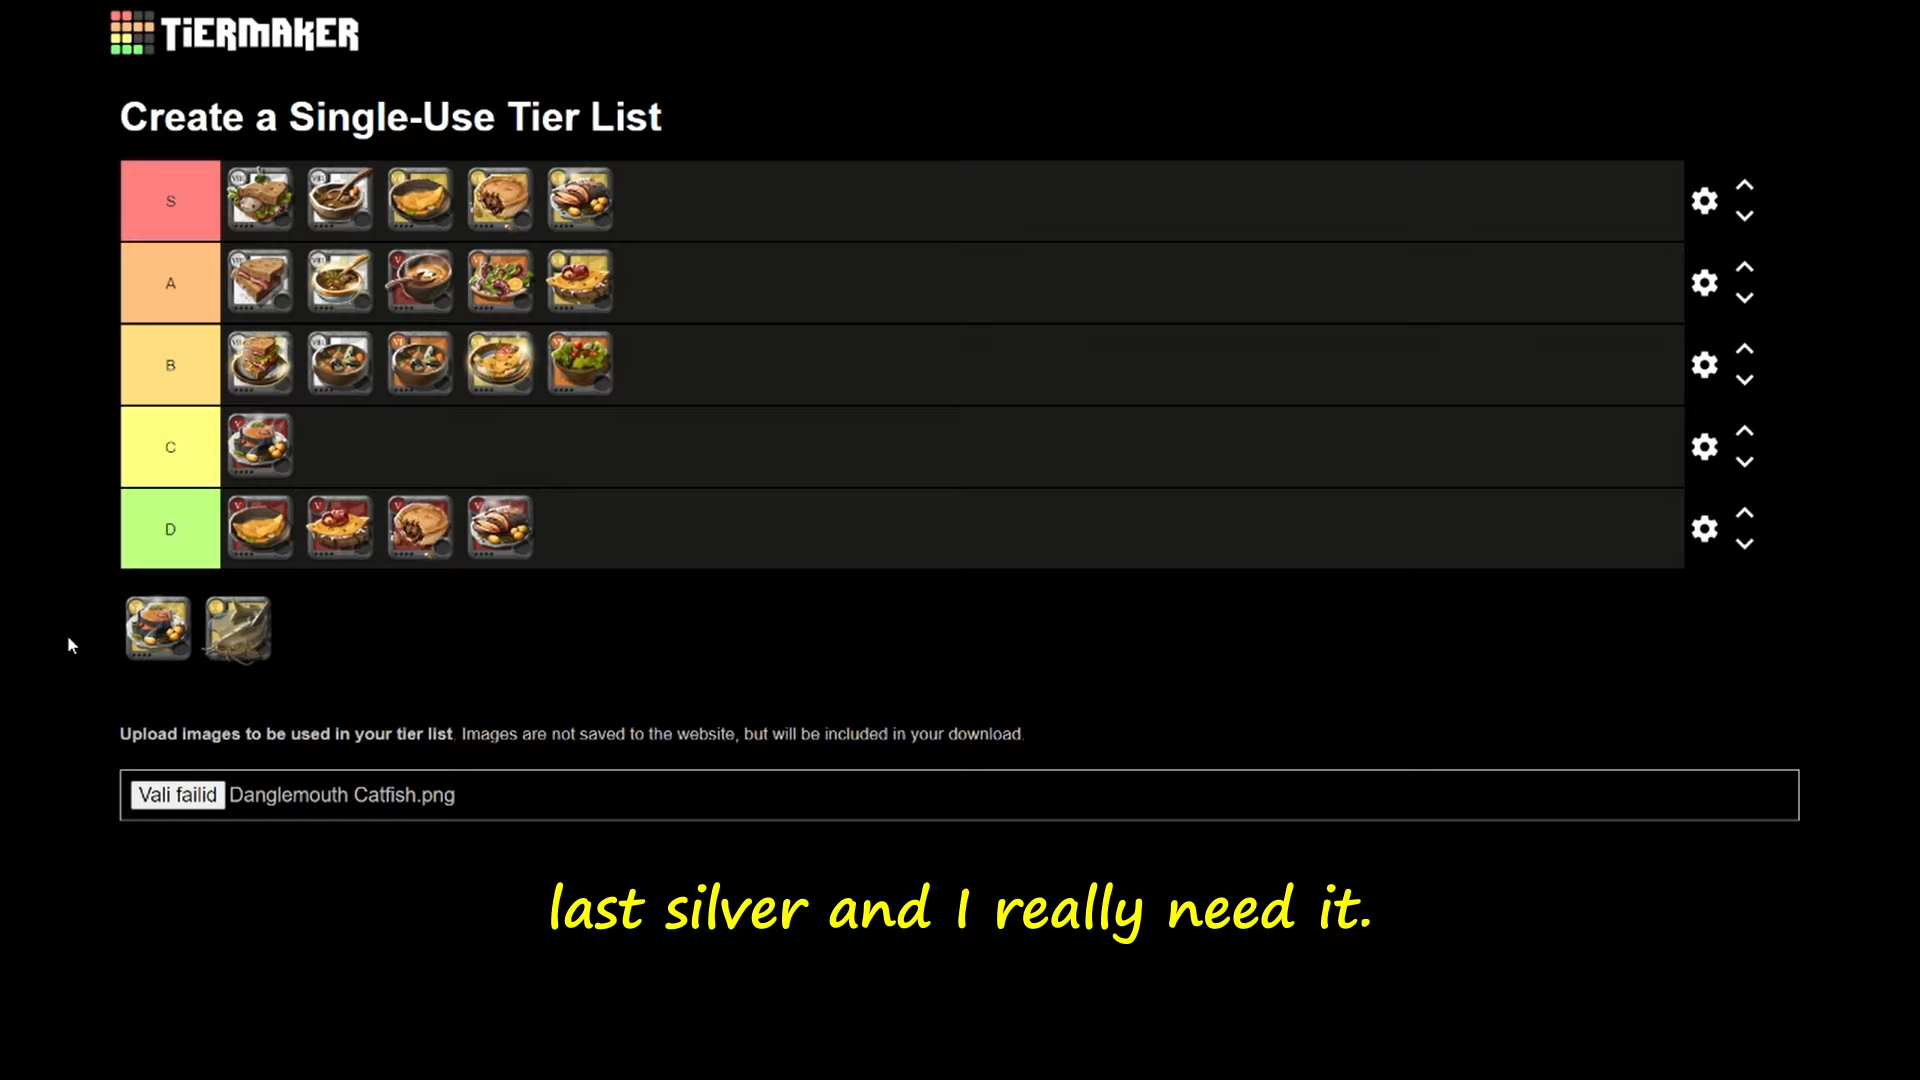 TiERMAKER
Create a Single-Use Tier List
S
A
B
C
D
Upload images to be used in your tier list. Images are not saved to the website, but will be included in your download.
Vali failid Danglemouth Catfish.png
last silver and I really need it.